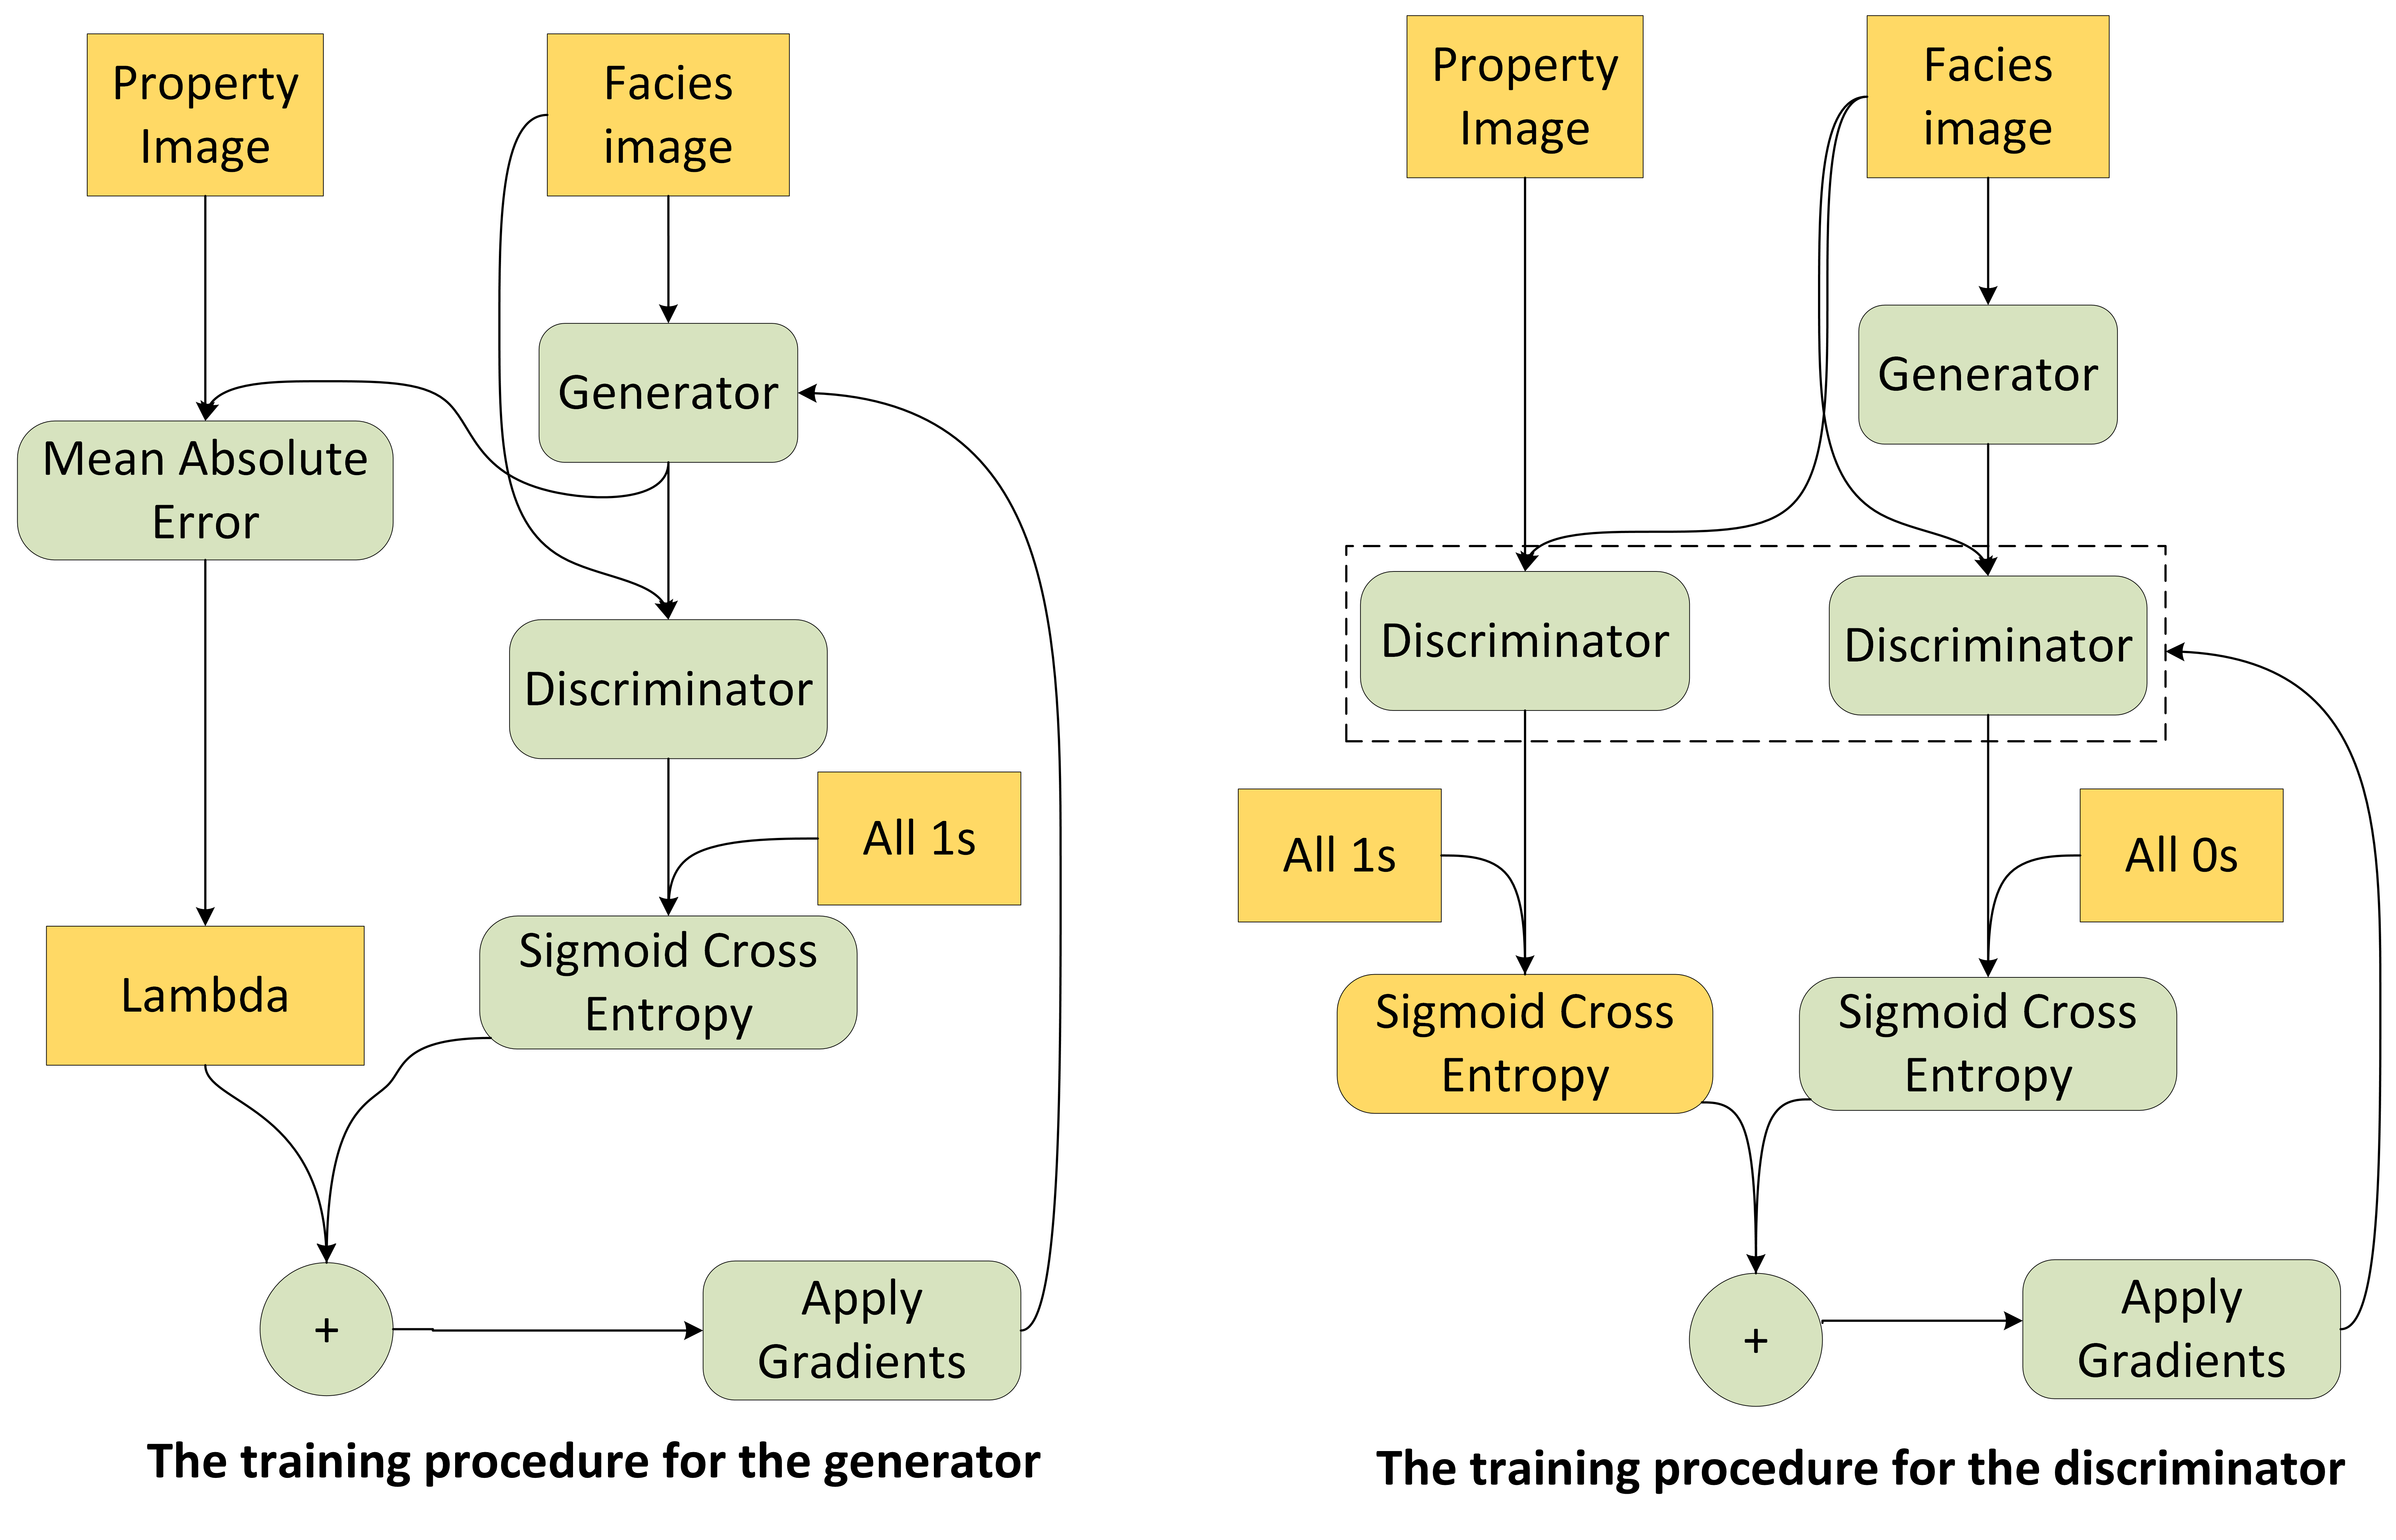 Property
Image
Facies
image
Generator
Mean Absolute
Error
Discriminator
All 1s
Lambda
Sigmoid Cross
Entropy
+
Apply
Gradients
The training procedure for the generator
Property
Image
Facies
image
Generator
Discriminator
Discriminator
All 1s
All 0s
Sigmoid Cross
Entropy
Sigmoid Cross
Entropy
+
Apply
Gradients
The training procedure for the discriminator